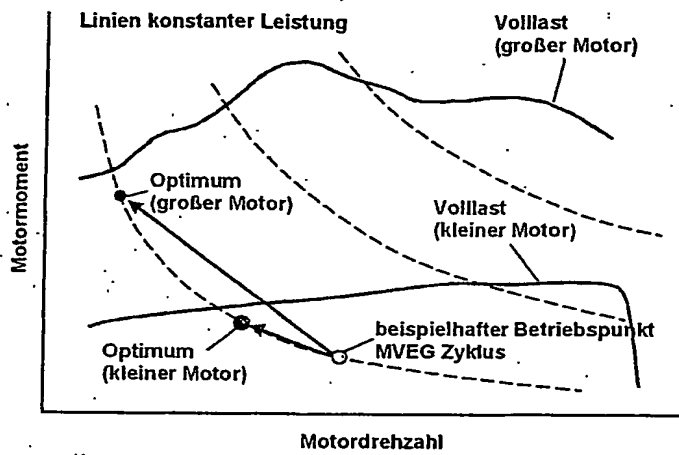 Linien konstanter Leistung
Volllast
(großer Motor)
Optimum
(großer Motor)
Volllast
(kleiner Motor)
beispielhafter Betriebspunkt
MVEG Zyklus
Optimum
(kleiner Motor)
Motormoment
Motordrehzahl